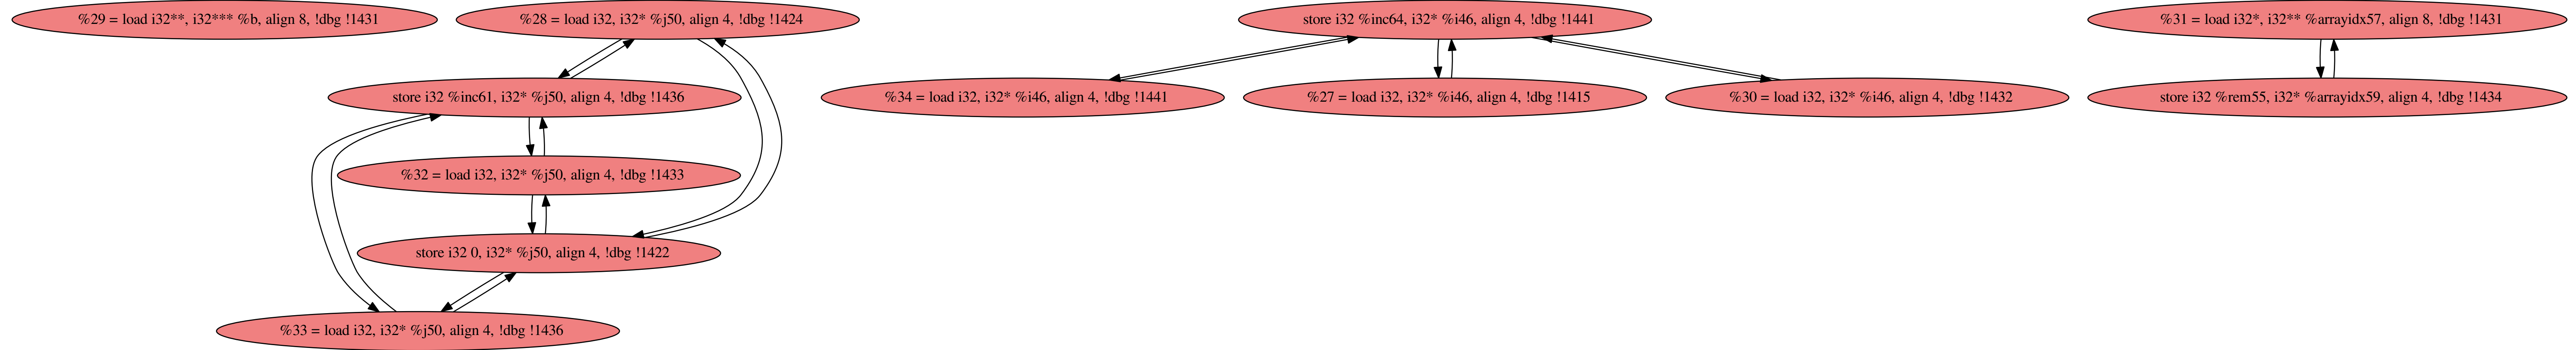 %29 = load i32**, i32*** %b, align 8, !dbg !1431
%28 = load i32, i32* %j50, align 4, !dbg !1424
store i32 %inc64, i32* %i46, align 4, !dbg !1441
%31 = load i32*, i32** %arrayidx57, align 8, !dbg !1431
store i32 %inc61, i32* %j50, align 4, !dbg !1436
%34 = load i32, i32* %i46, align 4, !dbg !1441
%27 = load i32, i32* %i46, align 4, !dbg !1415
%30 = load i32, i32* %i46, align 4, !dbg !1432
store i32 %rem55, i32* %arrayidx59, align 4, !dbg !1434
%32 = load i32, i32* %j50, align 4, !dbg !1433
store i32 0, i32* %j50, align 4, !dbg !1422
%33 = load i32, i32* %j50, align 4, !dbg !1436